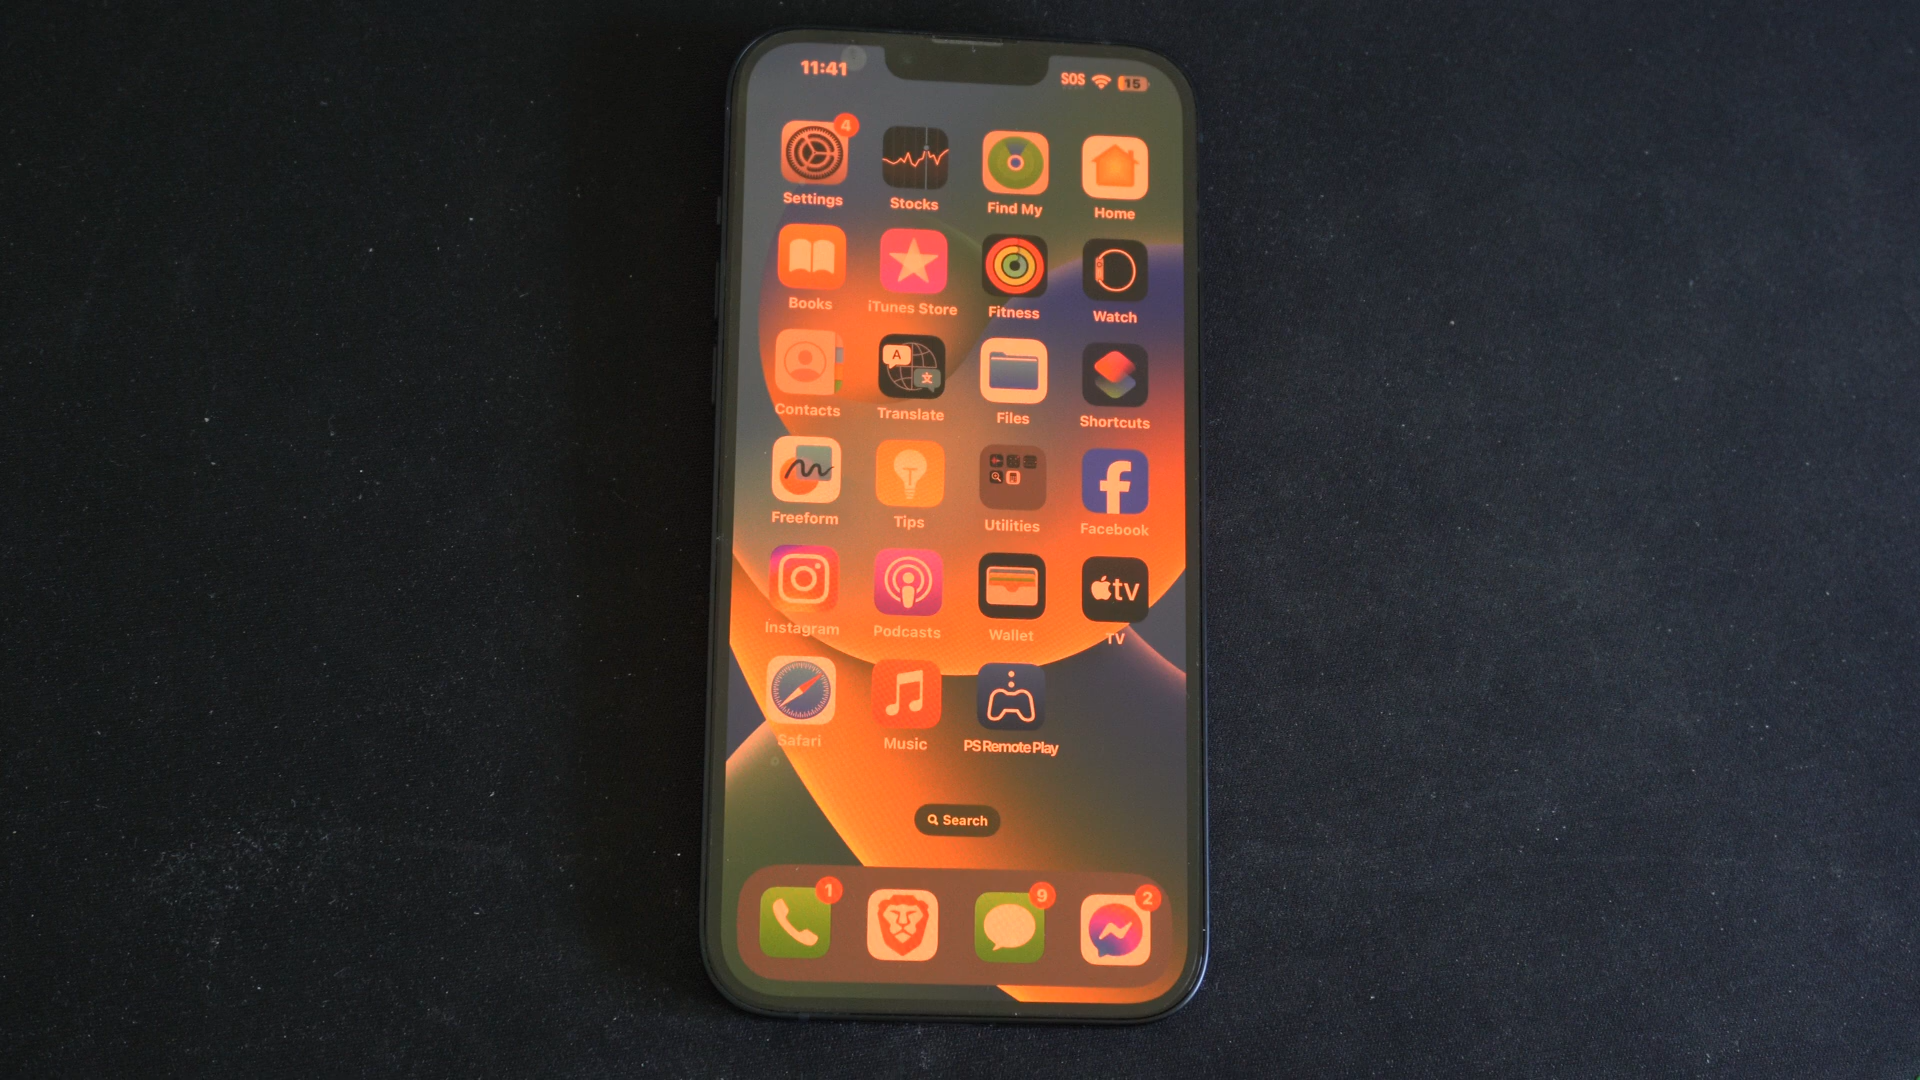 11:41 SOS 15
4
Settings Stocks Find My Home
Books iTunes Store Fitness Watch
A 文
Contacts Translate Files Shortcuts
f
Freeform Tips Utilities Facebook
tv
Instagram Podcasts Wallet TV
Safari Music PS Remote Play
Search
1 9 2